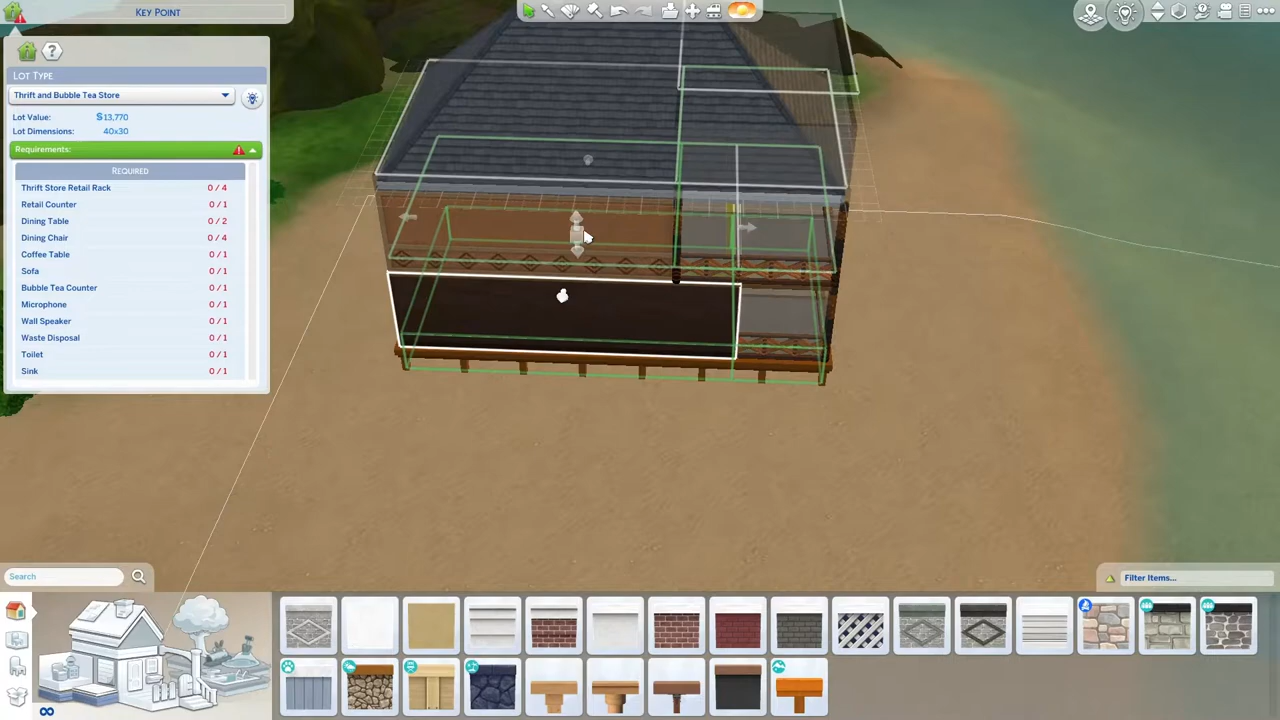 KEY POINT
LOT TYPE
Thrift and Bubble Tea Store
Lot Value: §13,770
Lot Dimensions: 40x30
Requirements:
REQUIRED
Thrift Store Retail Rack 0 / 4
Retail Counter 0 / 1
Dining Table 0 / 2
Dining Chair 0 / 4
Coffee Table 0 / 1
Sofa 0 / 1
Bubble Tea Counter 0 / 1
Microphone 0 / 1
Wall Speaker 0 / 1
Waste Disposal 0 / 1
Toilet 0 / 1
Sink 0 / 1
Search
Filter Items...